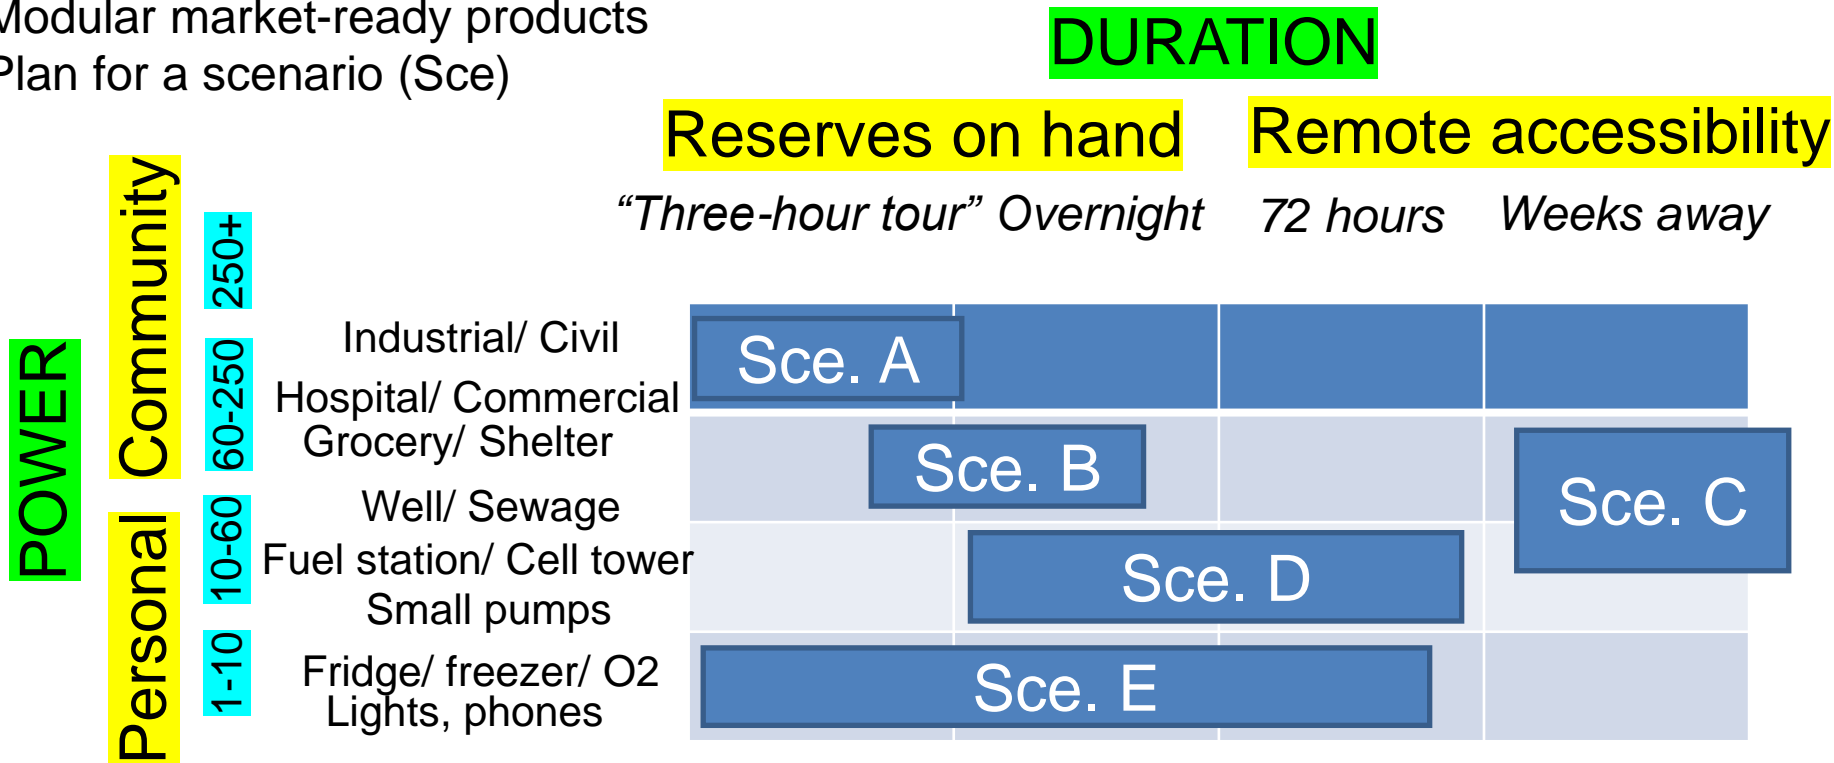 Modular market-ready products
Plan for a scenario (Sce)
DURATION
Reserves on hand
Remote accessibility
“Three-hour tour”
Overnight
72 hours
Weeks away
POWER
Community
Personal
250+
60-250
10-60
1-10
Industrial/ Civil
Hospital/ Commercial
Grocery/ Shelter
Well/ Sewage
Fuel station/ Cell tower
Small pumps
Fridge/ freezer/ O2
Lights, phones
Sce. A
Sce. B
Sce. C
Sce. D
Sce. E